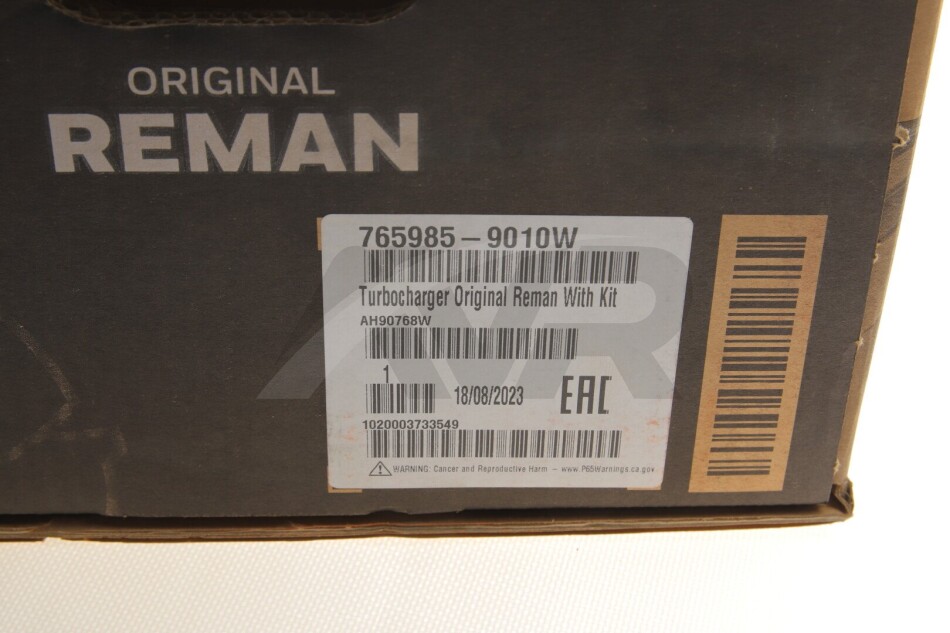 ORIGINAL
REMAN
765985-9010W
Turbocharger Original Reman With Kit
AH90768W
1
18/08/2023
EAC
1020003733549
WARNING: Cancer and Reproductive Harm - www.P65Warnings.ca.gov
AVR